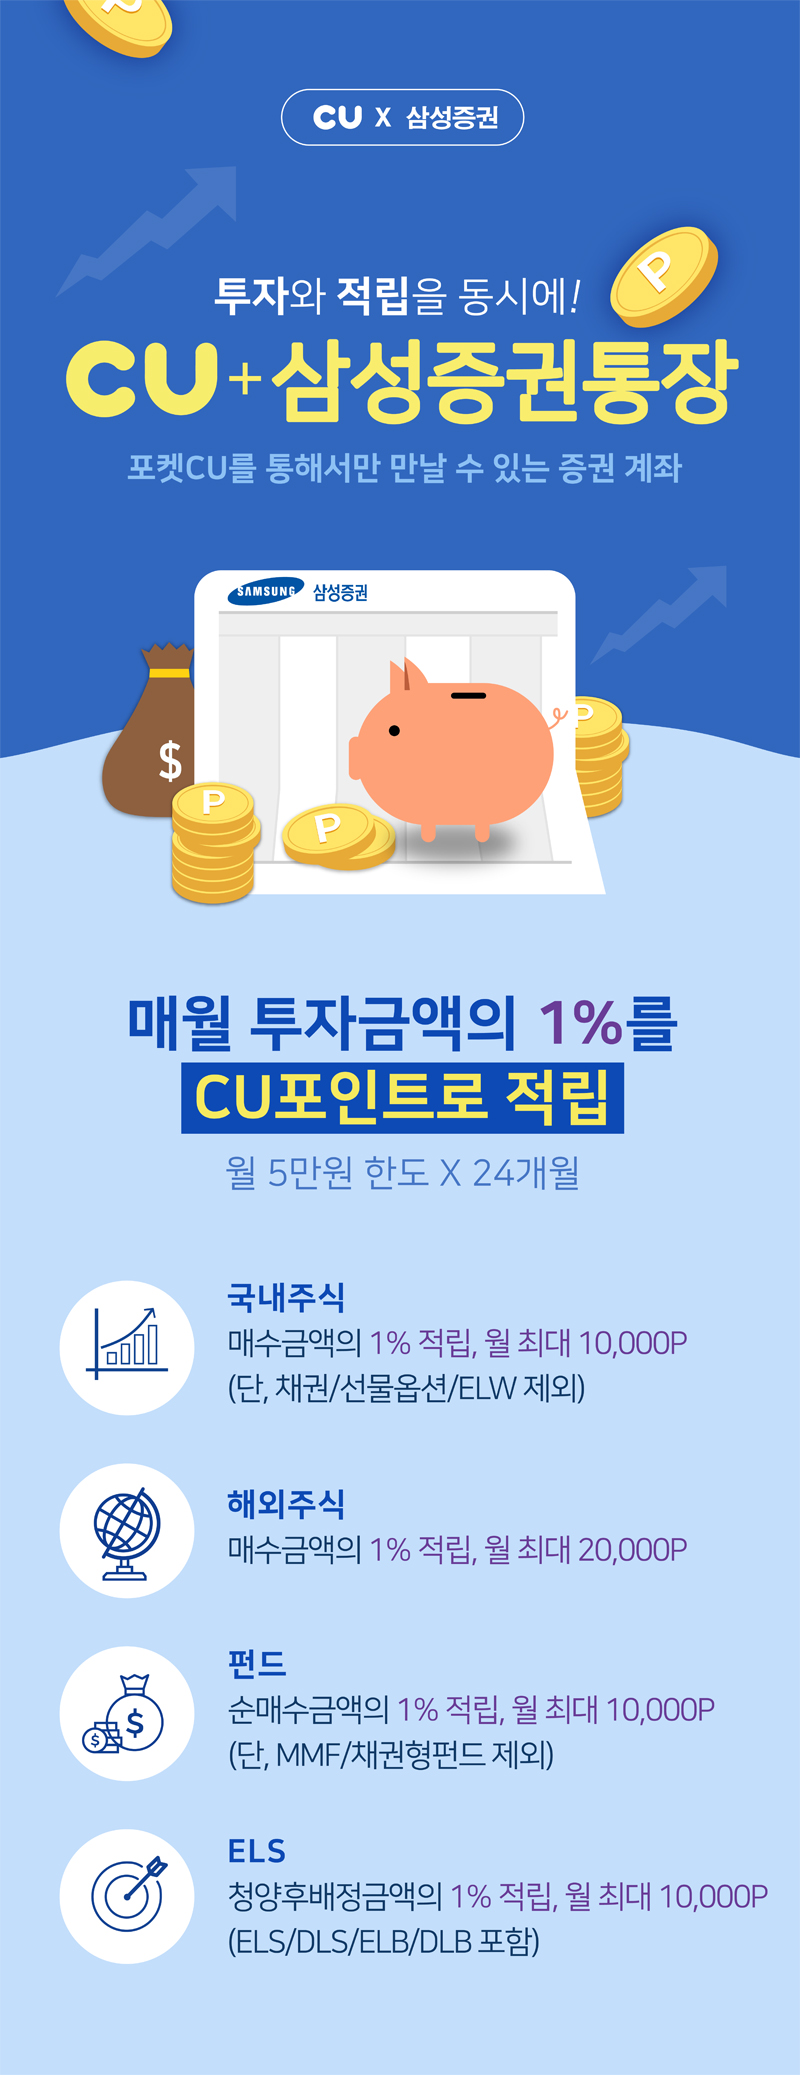 P
CU X 삼성증권
투자와 적립을 동시에!
P
CU+삼성증권통장
포켓CU를 통해서만 만날 수 있는 증권 계좌
SAMSUNG 삼성증권
P
$
P
P
매월 투자금액의 1%를
CU포인트로 적립
월 5만원 한도 X 24개월
국내주식
매수금액의 1% 적립, 월 최대 10,000P
(단, 채권/선물옵션/ELW 제외)
해외주식
매수금액의 1% 적립, 월 최대 20,000P
펀드
순매수금액의 1% 적립, 월 최대 10,000P
(단, MMF/채권형펀드 제외)
$
$
ELS
청양후배정금액의 1% 적립, 월 최대 10,000P
(ELS/DLS/ELB/DLB 포함)